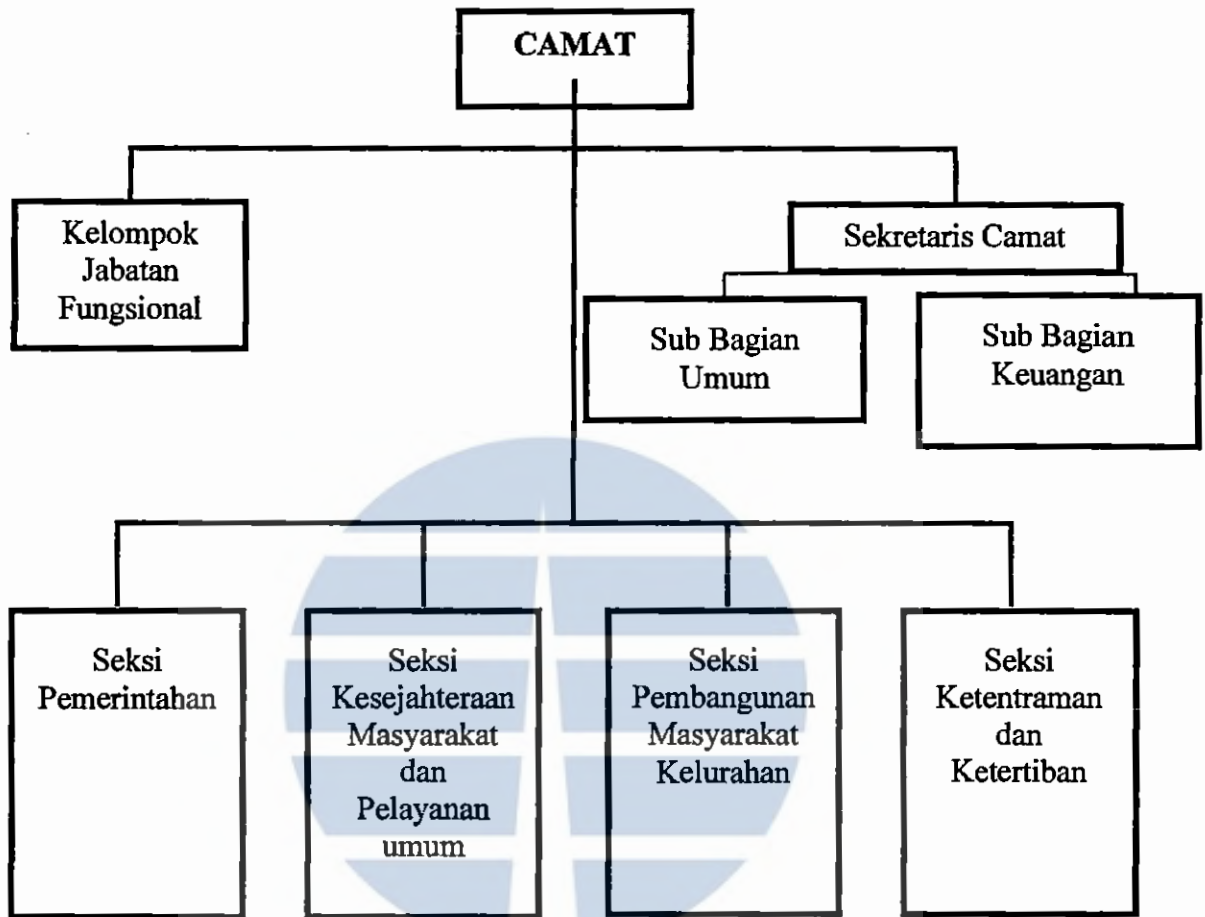 CAMAT
Kelompok
Jabatan
Fungsional
Sekretaris Camat
Sub Bagian
Umum
Sub Bagian
Keuangan
Seksi
Pemerintahan
Seksi
Kesejahteraan
Masyarakat
dan
Pelayanan
umum
Seksi
Pembangunan
Masyarakat
Kelurahan
Seksi
Ketentraman
dan
Ketertiban